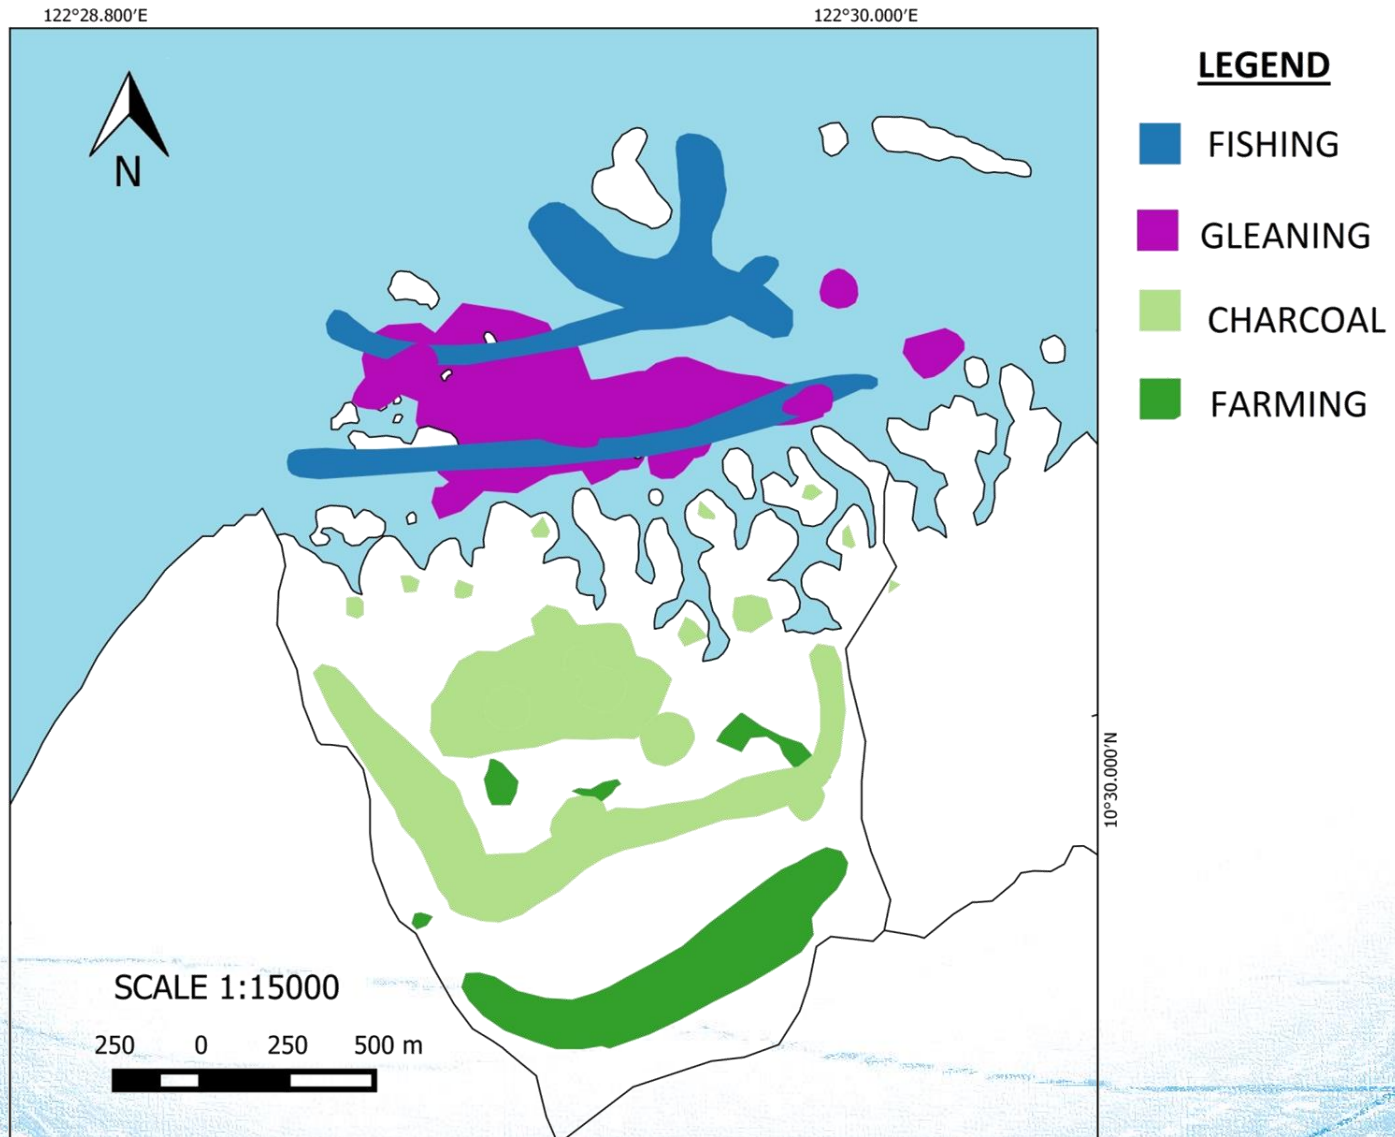 122°28.800'E
122°30.000'E
N
LEGEND
FISHING
GLEANING
CHARCOAL
FARMING
10°30.000'N
SCALE 1:15000
250 0 250 500 m